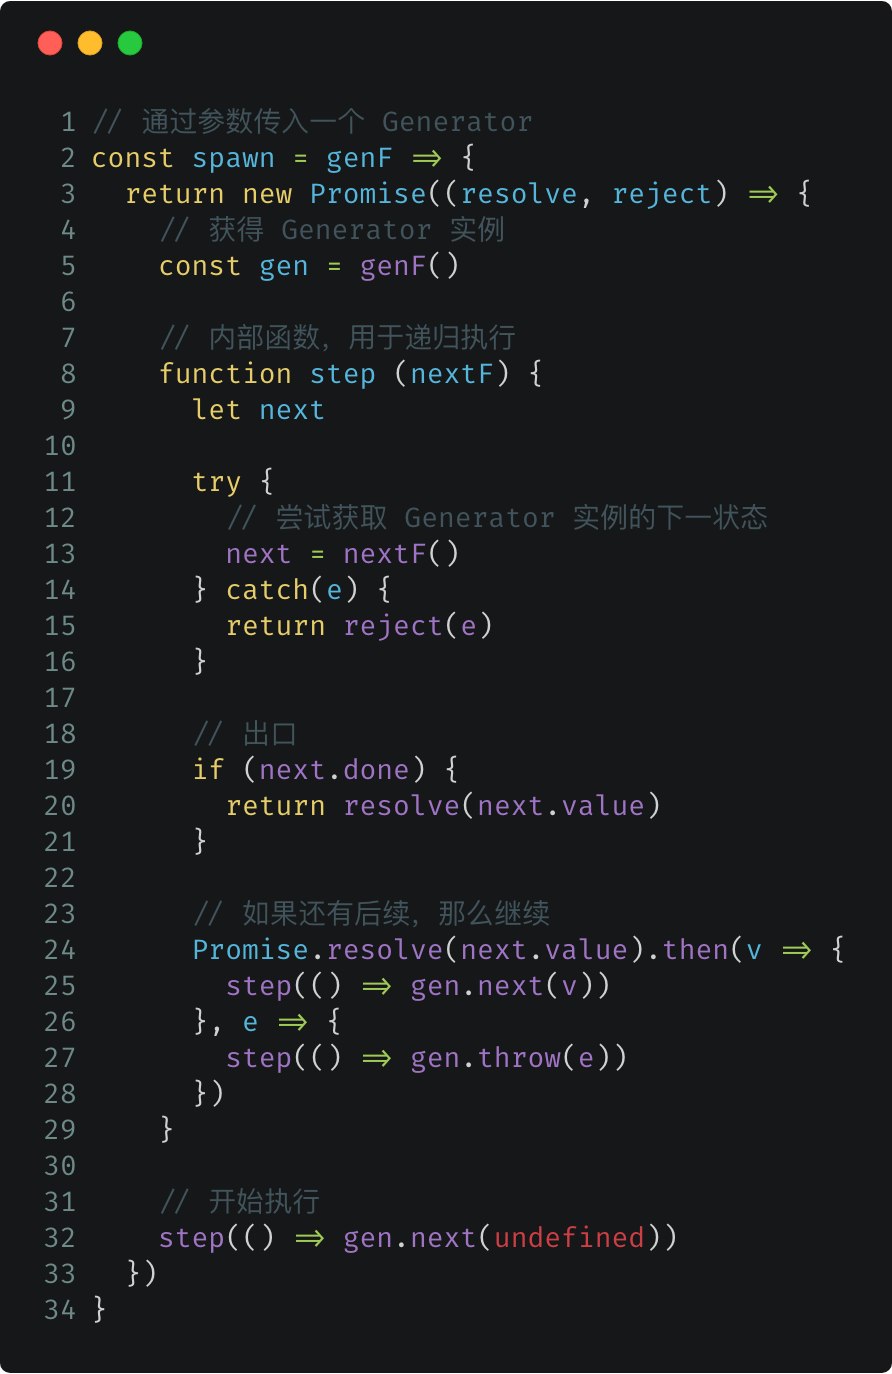 1 // 通过参数传入一个 Generator
2 const spawn = genF => {
3   return new Promise((resolve, reject) => {
4     // 获得 Generator 实例
5     const gen = genF()
6
7     // 内部函数，用于递归执行
8     function step (nextF) {
9       let next
10
11       try {
12         // 尝试获取 Generator 实例的下一状态
13         next = nextF()
14       } catch(e) {
15         return reject(e)
16       }
17
18       // 出口
19       if (next.done) {
20         return resolve(next.value)
21       }
22
23       // 如果还有后续，那么继续
24       Promise.resolve(next.value).then(v => {
25         step(() => gen.next(v))
26       }, e => {
27         step(() => gen.throw(e))
28       })
29     }
30
31     // 开始执行
32     step(() => gen.next(undefined))
33   })
34 }